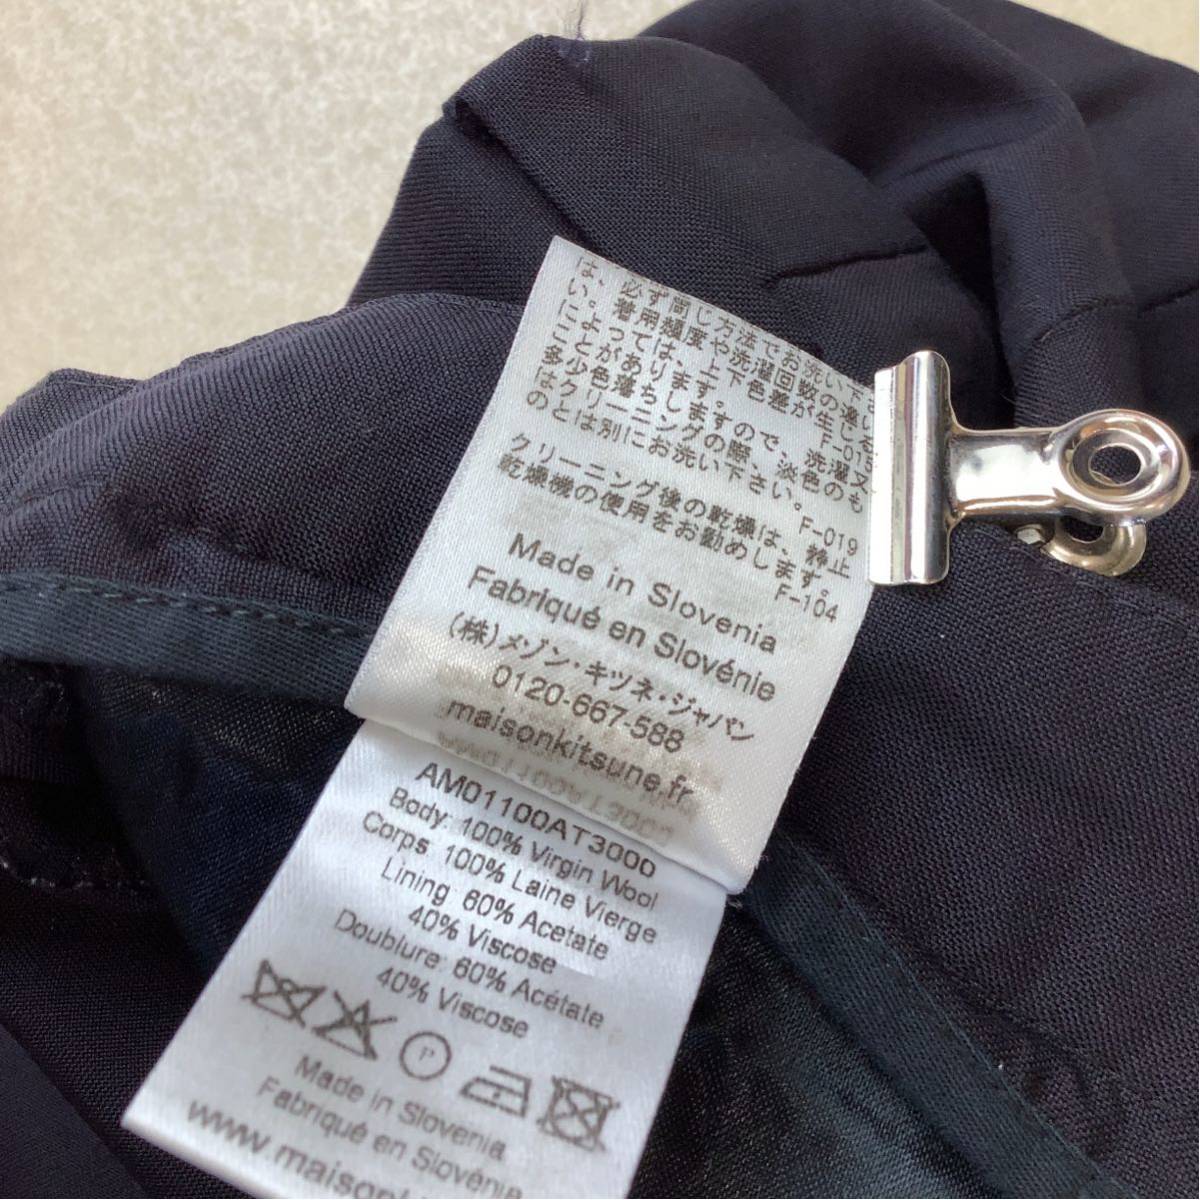 は、必ず同じ方法でお洗い下さい。
着用頻度や洗濯回数の違い
によっては、上下色差が生じる
ことがあります。
多少色落ちしますので、洗濯又
はクリーニングの際、淡色のも
のとは別にお洗い下さい。
F-019
クリーニング後の乾燥は、
乾燥機の使用をお勧めします。
F-104
Made in Slovenia
Fabriqué en Slovénie
(株)メゾン・キツネ・ジャパン
0120-667-588
maisonkitsune.fr
AM01100AT3000
Body: 100% Virgin Wool
Corps: 100% Laine Vierge
Lining: 60% Acetate
40% Viscose
Doublure: 60% Acétate
40% Viscose
P
Made in Slovenia
Fabriqué en Slovénie